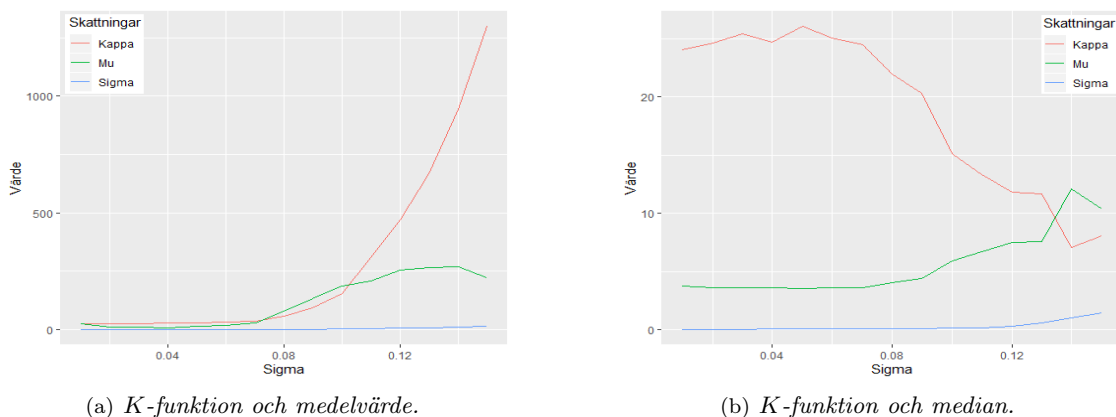 Skattningar
Kappa
Mu
Sigma
1000
500
0
Värde
0.04
0.08
0.12
Sigma
(a) K-funktion och medelvärde.
Skattningar
Kappa
Mu
Sigma
20
10
0
Värde
0.04
0.08
0.12
Sigma
(b) K-funktion och median.